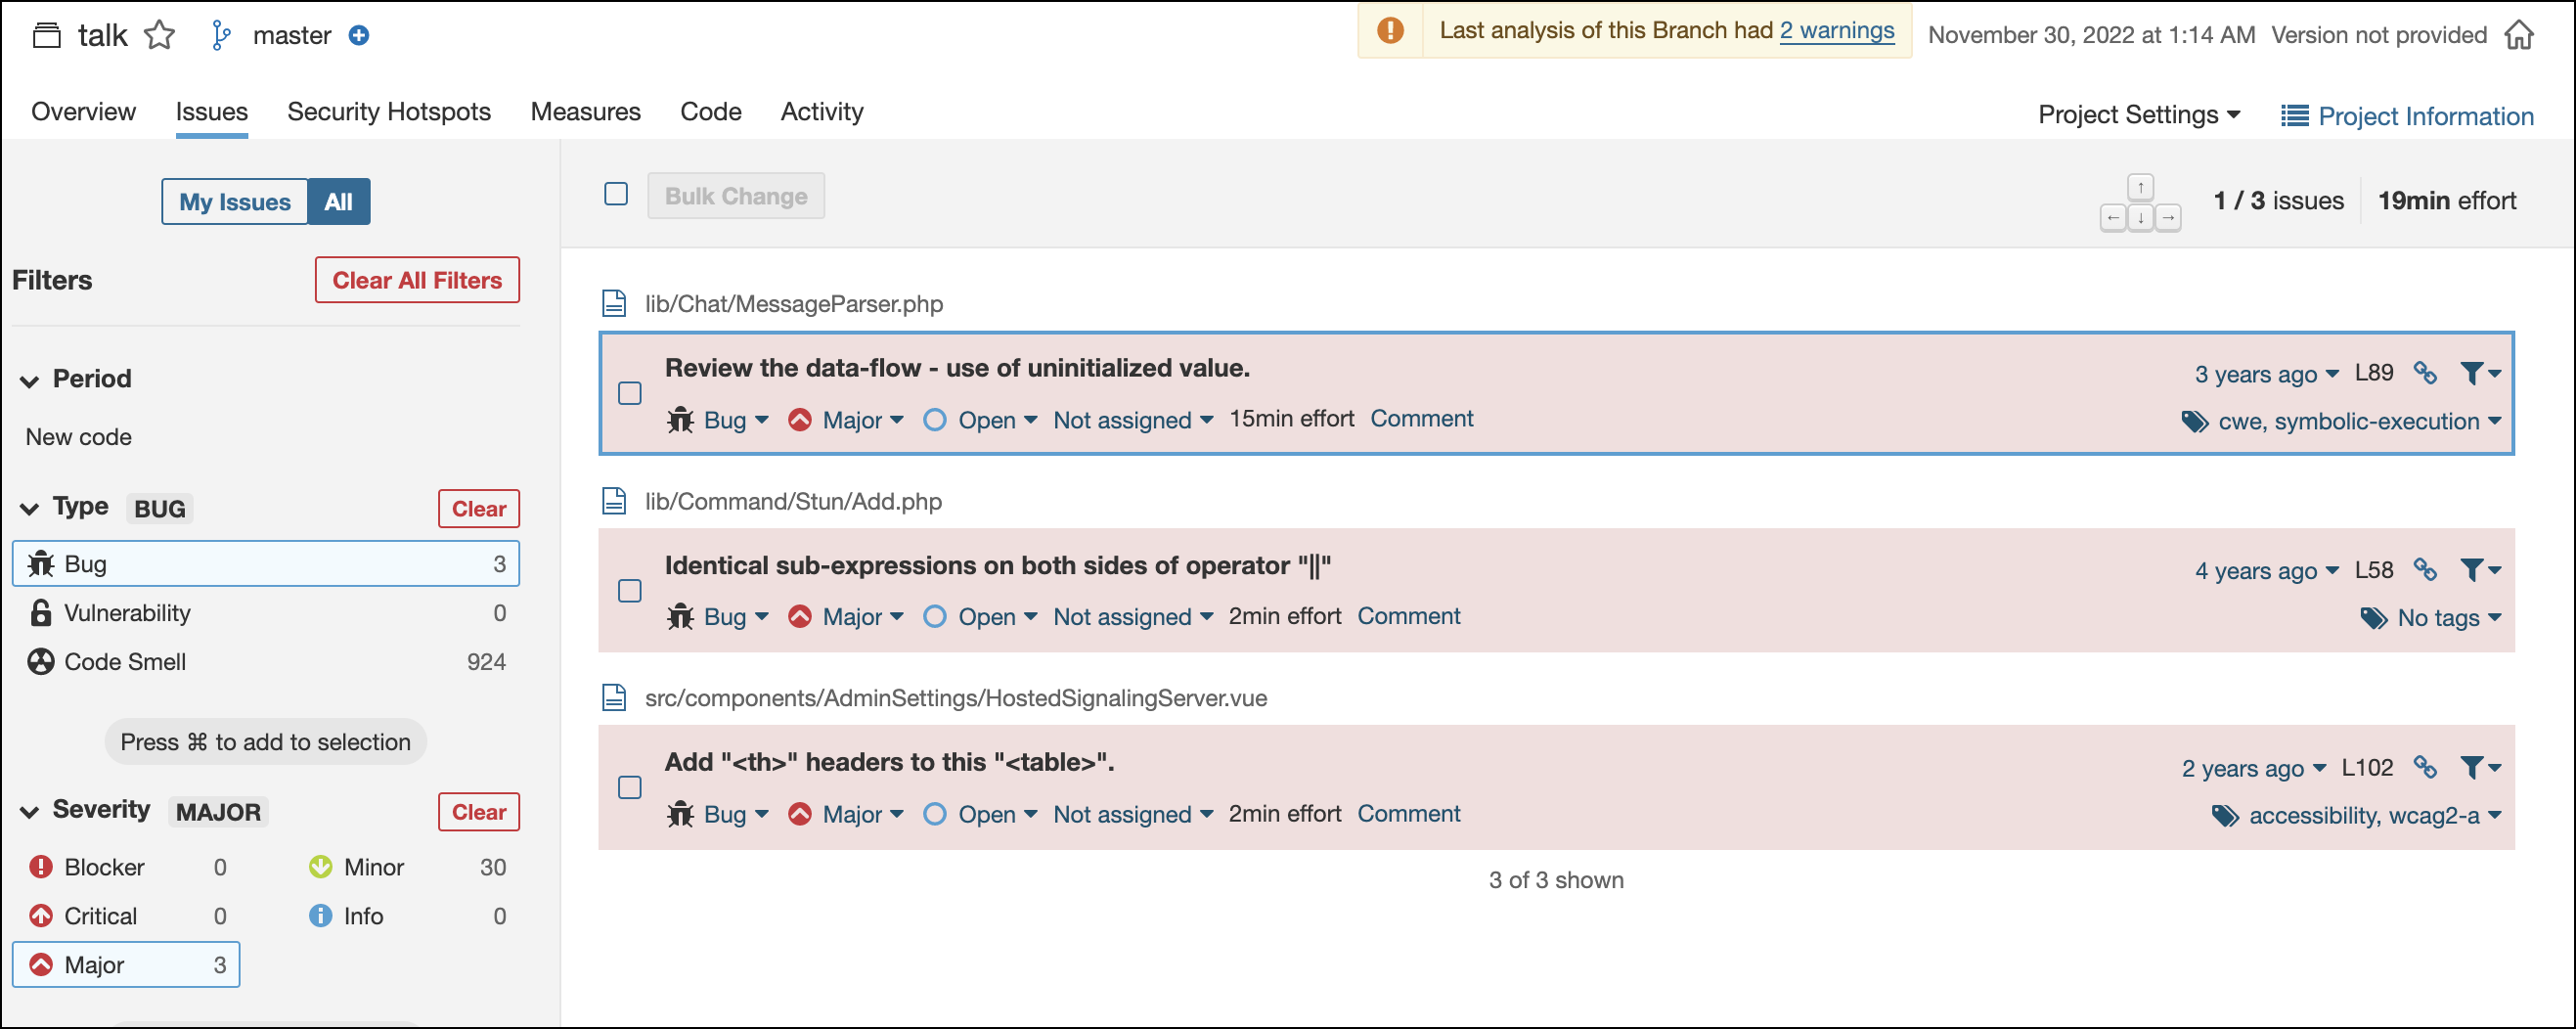 talk master Last analysis of this Branch had 2 warnings November 30, 2022 at 1:14 AM Version not provided
Overview Issues Security Hotspots Measures Code Activity Project Settings Project Information
My Issues All
Filters Clear All Filters
Period
New code
Type BUG Clear
Bug 3
Vulnerability 0
Code Smell 924
Press ⌘ to add to selection
Severity MAJOR Clear
Blocker 0 Minor 30
Critical 0 Info 0
Major 3
Bulk Change ↑ ← ↓ → 1 / 3 issues 19min effort
lib/Chat/MessageParser.php
Review the data-flow - use of uninitialized value. 3 years ago L89
Bug Major Open Not assigned 15min effort Comment cwe, symbolic-execution
lib/Command/Stun/Add.php
Identical sub-expressions on both sides of operator "||" 4 years ago L58
Bug Major Open Not assigned 2min effort Comment No tags
src/components/AdminSettings/HostedSignalingServer.vue
Add "<th>" headers to this "<table>". 2 years ago L102
Bug Major Open Not assigned 2min effort Comment accessibility, wcag2-a
3 of 3 shown